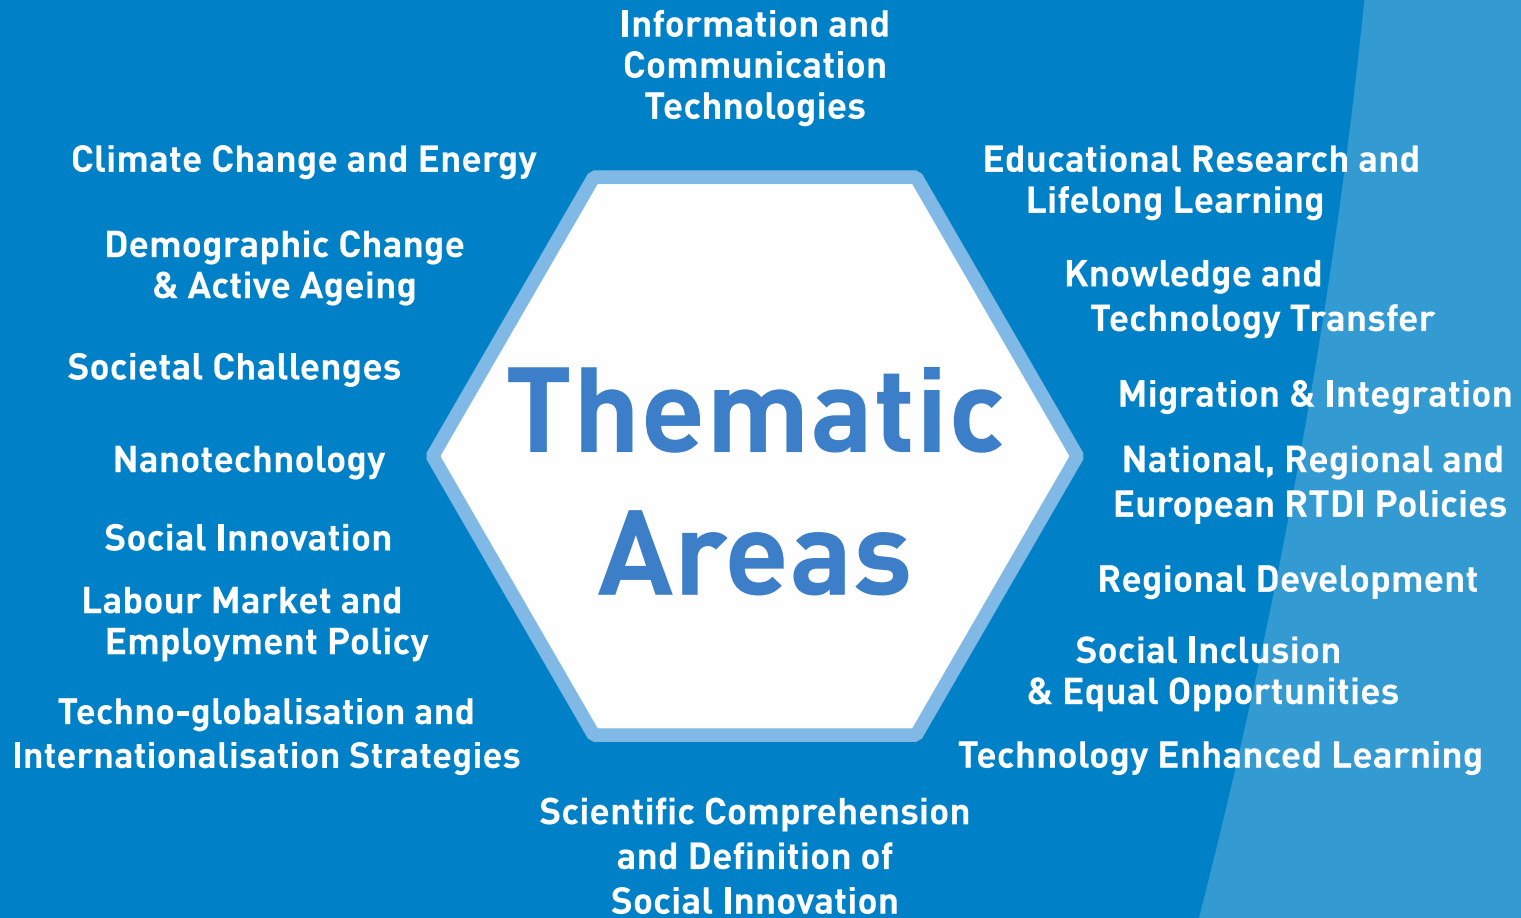 Information and
Communication
Technologies
Climate Change and Energy
Demographic Change
& Active Ageing
Societal Challenges
Nanotechnology
Social Innovation
Labour Market and
Employment Policy
Techno-globalisation and
Internationalisation Strategies
Thematic
Areas
Educational Research and
Lifelong Learning
Knowledge and
Technology Transfer
Migration & Integration
National, Regional and
European RTDI Policies
Regional Development
Social Inclusion
& Equal Opportunities
Technology Enhanced Learning
Scientific Comprehension
and Definition of
Social Innovation